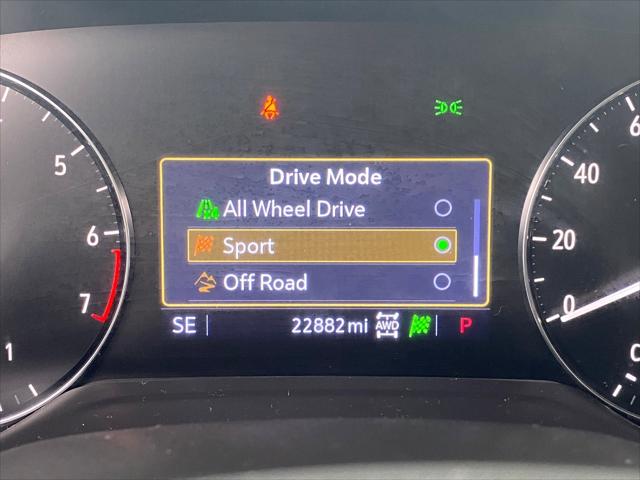 Drive Mode
All Wheel Drive
Sport
Off Road
SE 22882 mi AWD P
5
6
7
1
6
40
20
0
C